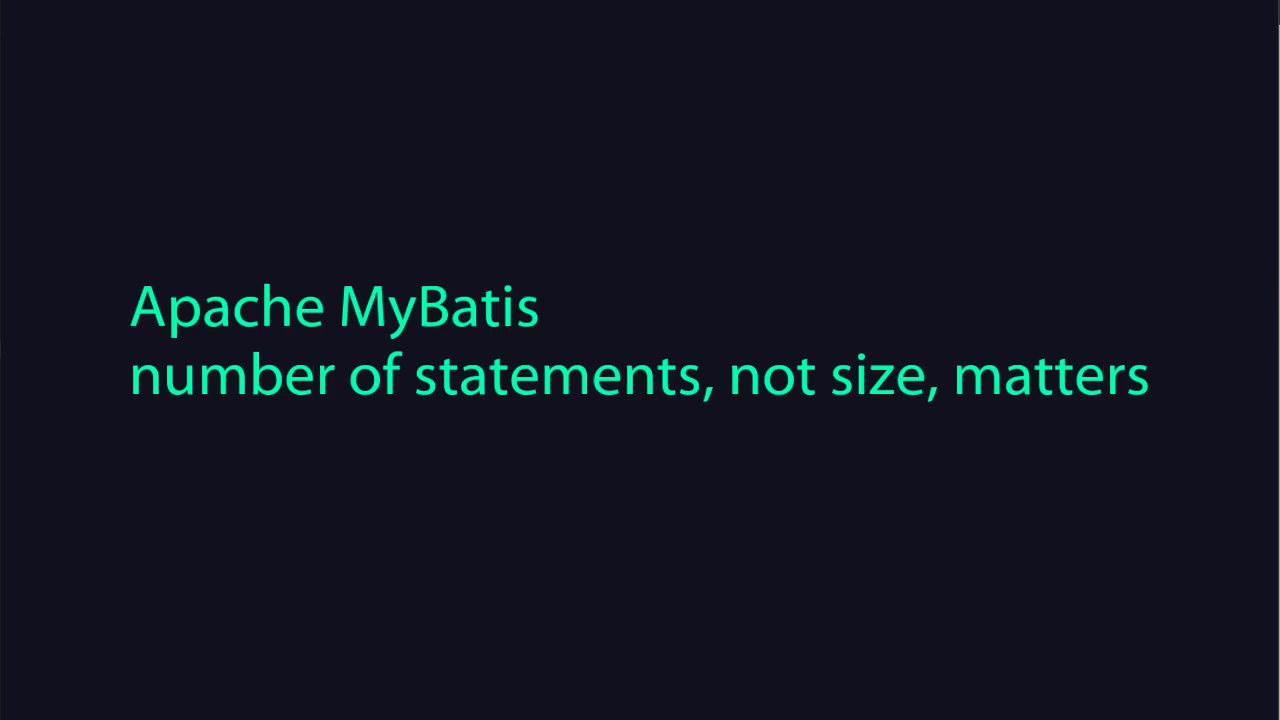 Apache MyBatis
number of statements, not size, matters